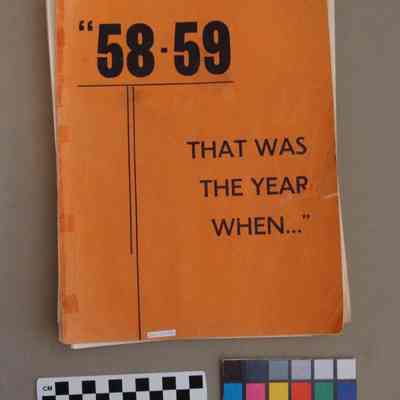 "58-59
THAT WAS
THE YEAR
WHEN..."
CM